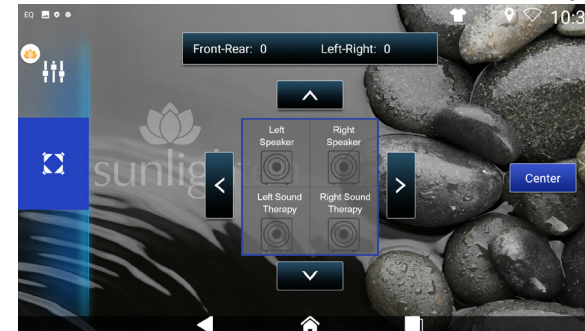 EQ
10:3
Front-Rear: 0 Left-Right: 0
Left Speaker
Right Speaker
sunlig
Center
Left Sound Therapy
Right Sound Therapy